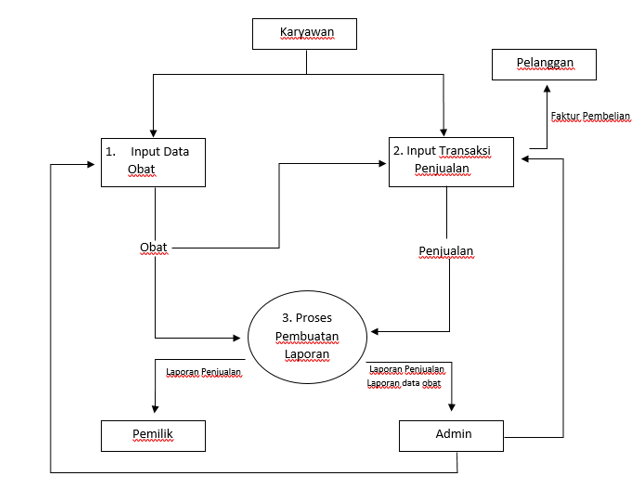 Karyawan
Pelanggan
Faktur Pembelian
1. Input Data
Obat
2. Input Transaksi
Penjualan
Obat
Penjualan
3. Proses
Pembuatan
Laporan
Laporan Penjualan
Laporan Penjualan
Laporan data obat
Pemilik
Admin